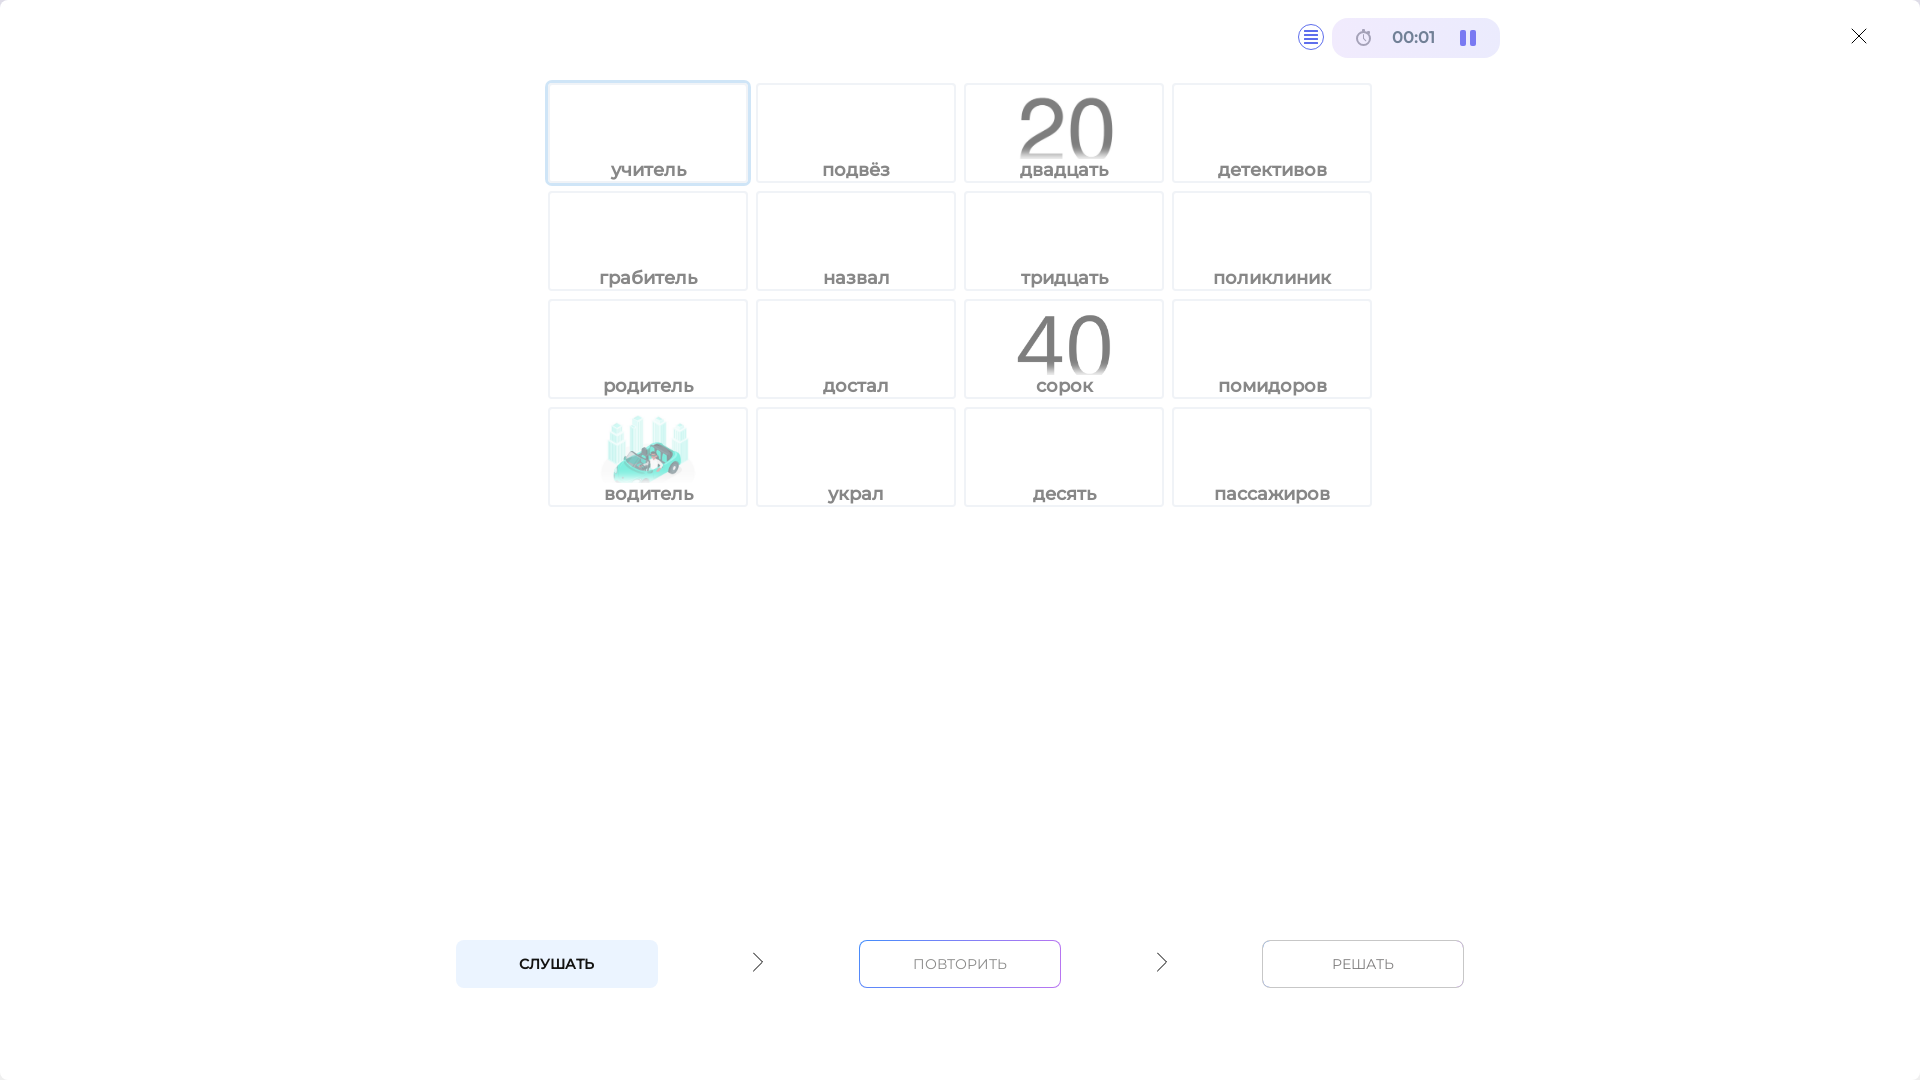 00:01
учитель
подвёз
20
двадцать
детективов
грабитель
назвал
тридцать
поликлиник
родитель
достал
40
сорок
помидоров
водитель
украл
десять
пассажиров
СЛУШАТЬ
ПОВТОРИТЬ
РЕШАТЬ